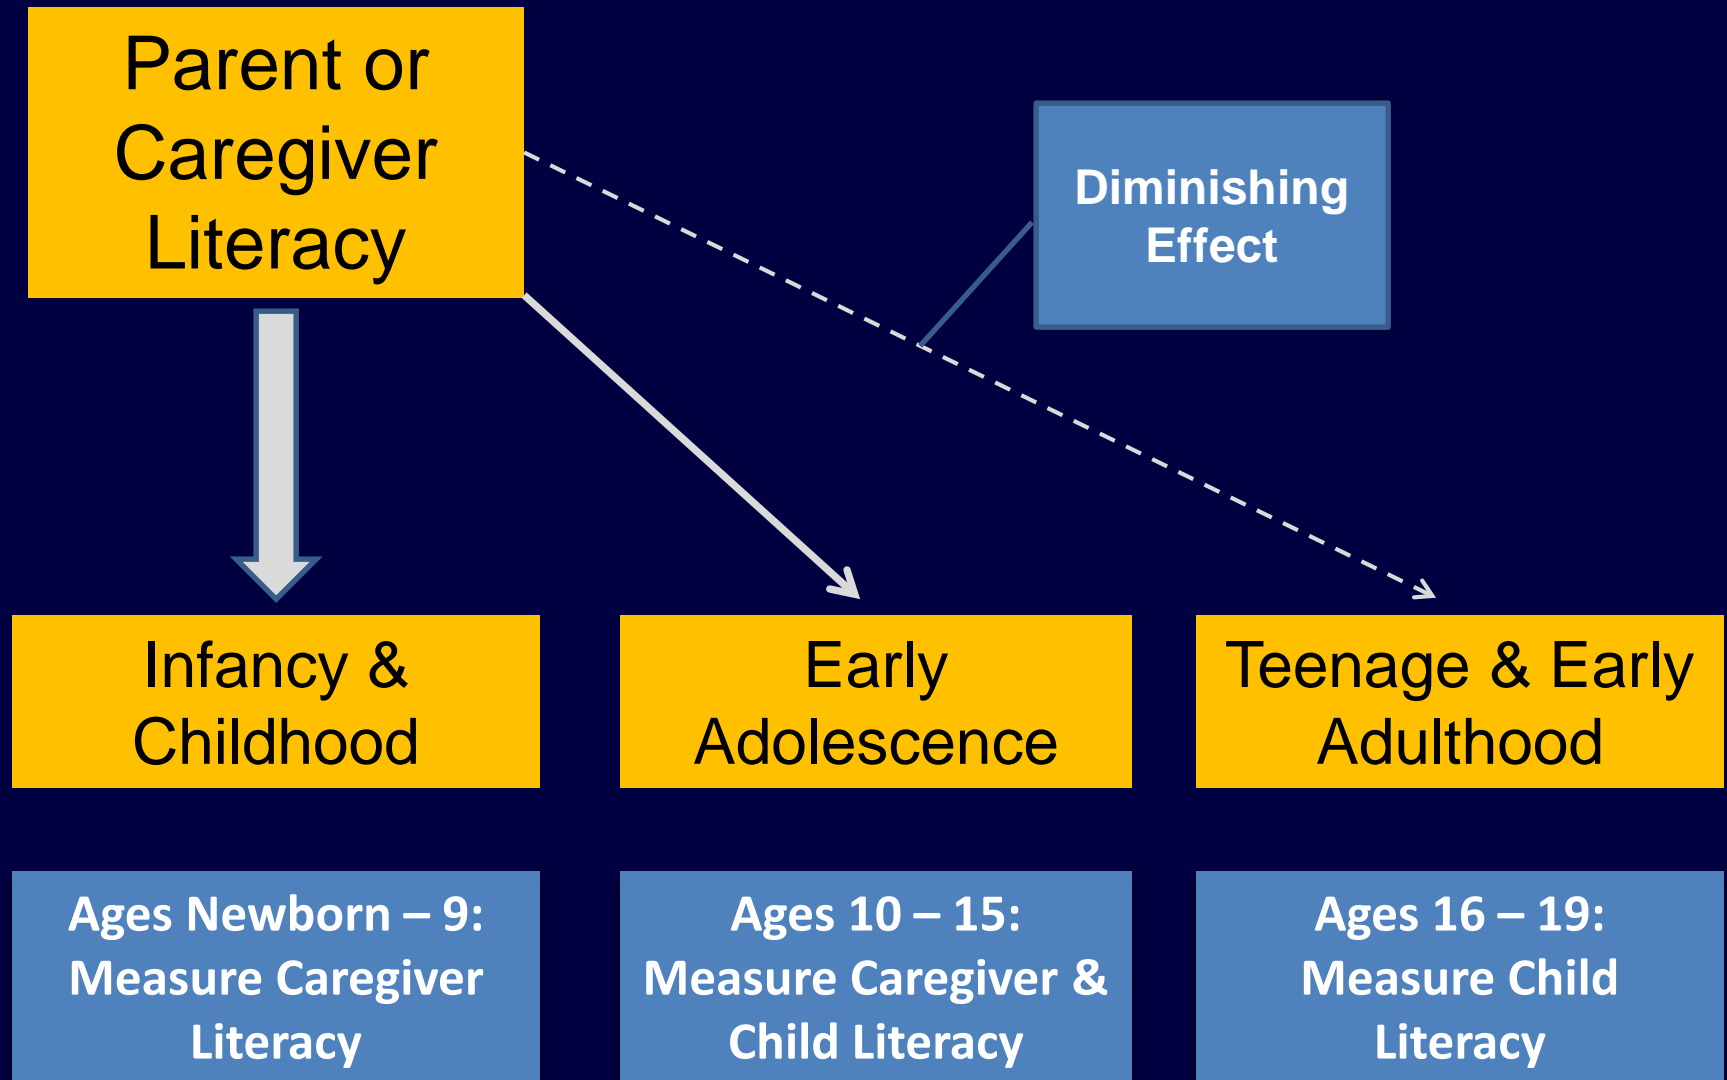 Parent or
Caregiver
Literacy
Diminishing
Effect
Infancy &
Childhood
Early
Adolescence
Teenage & Early
Adulthood
Ages Newborn – 9:
Measure Caregiver
Literacy
Ages 10 – 15:
Measure Caregiver &
Child Literacy
Ages 16 – 19:
Measure Child
Literacy